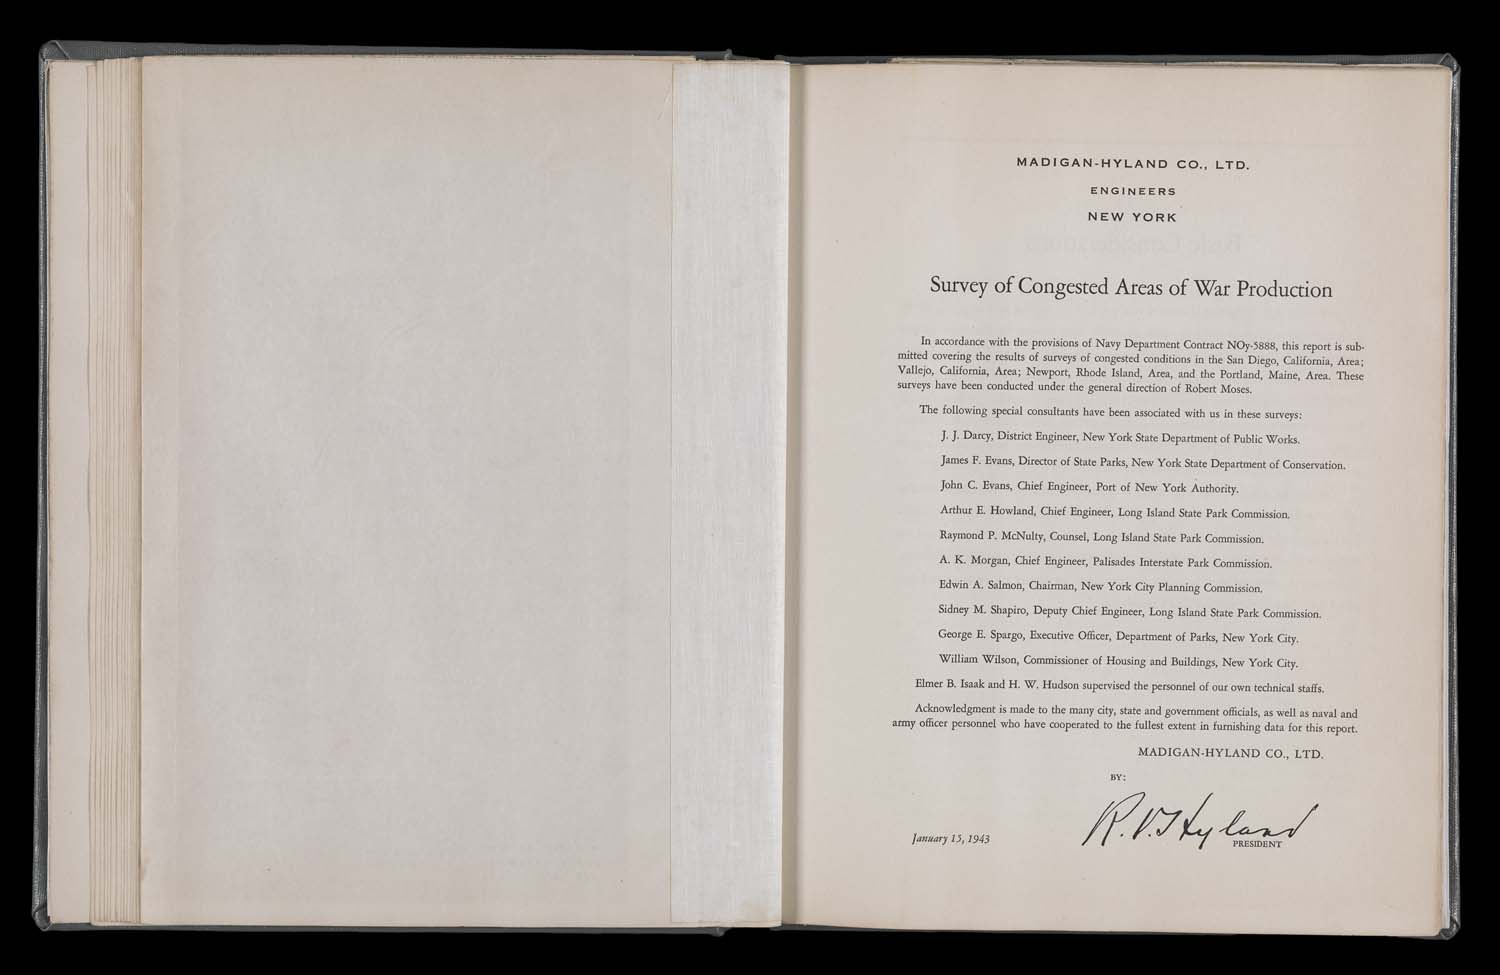 MADIGAN-HYLAND CO., LTD.
ENGINEERS
NEW YORK
Survey of Congested Areas of War Production
In accordance with the provisions of Navy Department Contract NOy-5888, this report is sub-
mitted covering the results of surveys of congested conditions in the San Diego, California, Area;
Vallejo, California, Area; Newport, Rhode Island, Area, and the Portland, Maine, Area. These
surveys have been conducted under the general direction of Robert Moses.
The following special consultants have been associated with us in these surveys:
J. J. Darcy, District Engineer, New York State Department of Public Works.
James F. Evans, Director of State Parks, New York State Department of Conservation.
John C. Evans, Chief Engineer, Port of New York Authority.
Arthur E. Howland, Chief Engineer, Long Island State Park Commission.
Raymond P. McNulty, Counsel, Long Island State Park Commission.
A. K. Morgan, Chief Engineer, Palisades Interstate Park Commission.
Edwin A. Salmon, Chairman, New York City Planning Commission.
Sidney M. Shapiro, Deputy Chief Engineer, Long Island State Park Commission.
George E. Spargo, Executive Officer, Department of Parks, New York City.
William Wilson, Commissioner of Housing and Buildings, New York City.
Elmer B. Isaak and H. W. Hudson supervised the personnel of our own technical staffs.
Acknowledgment is made to the many city, state and government officials, as well as naval and
army officer personnel who have cooperated to the fullest extent in furnishing data for this report.
MADIGAN-HYLAND CO., LTD.
BY:
R. V. Hyland
January 15, 1943
PRESIDENT